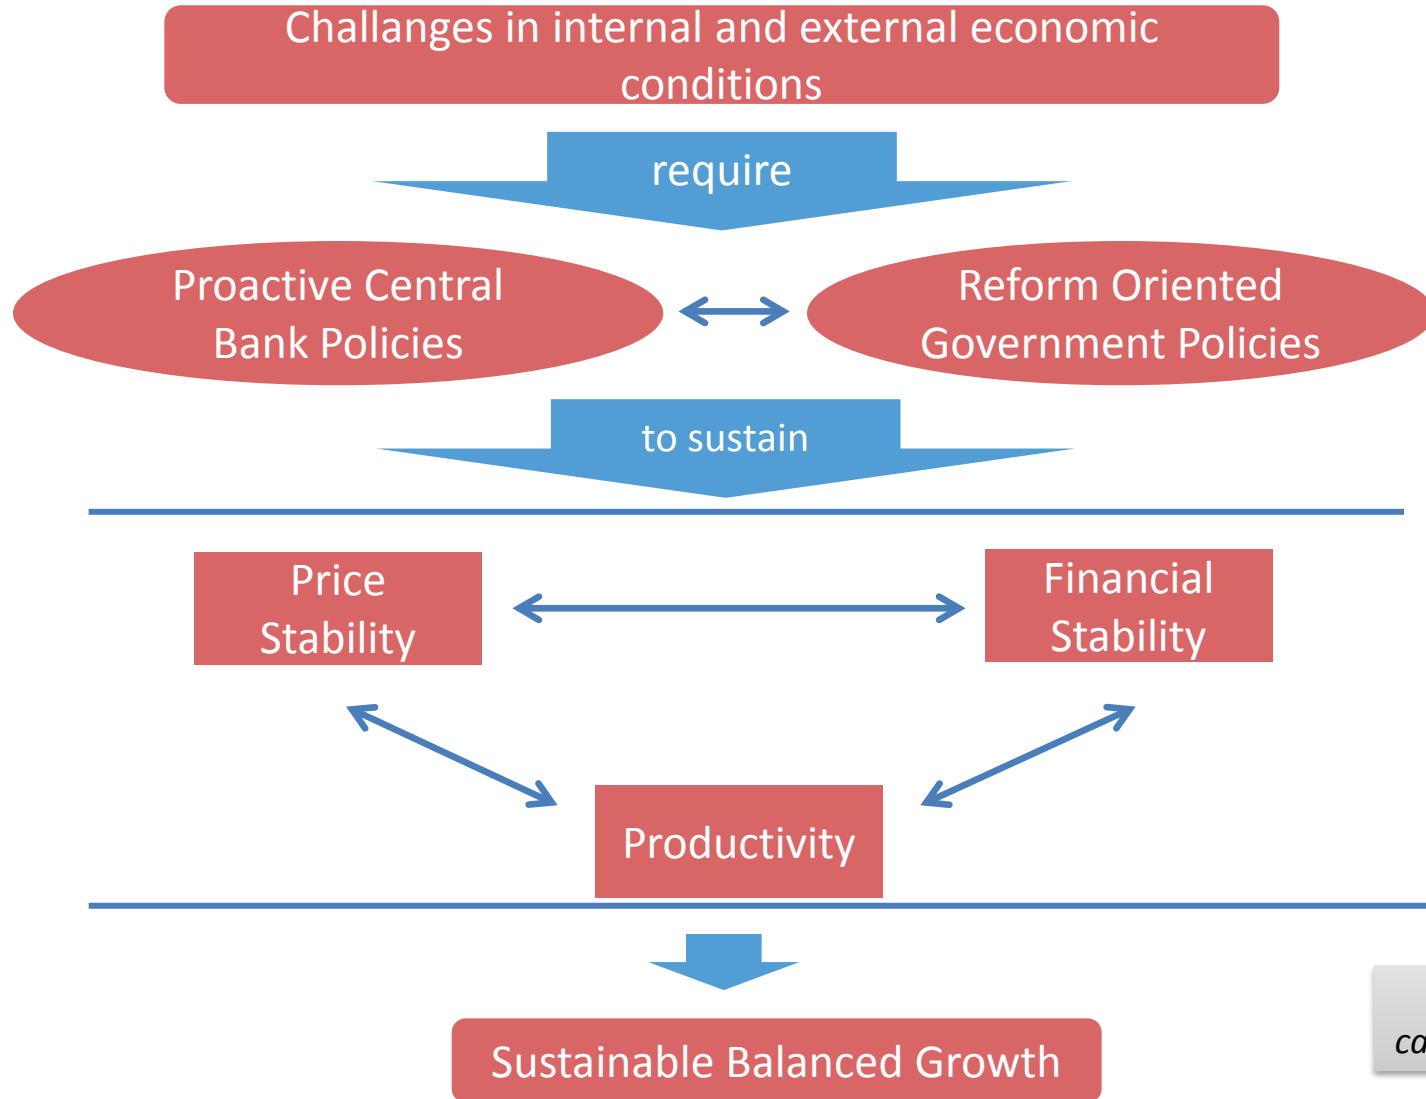 Challanges in internal and external economic
conditions
require
Proactive Central
Bank Policies
Reform Oriented
Government Policies
to sustain
Price
Stability
Financial
Stability
Productivity
Sustainable Balanced Growth